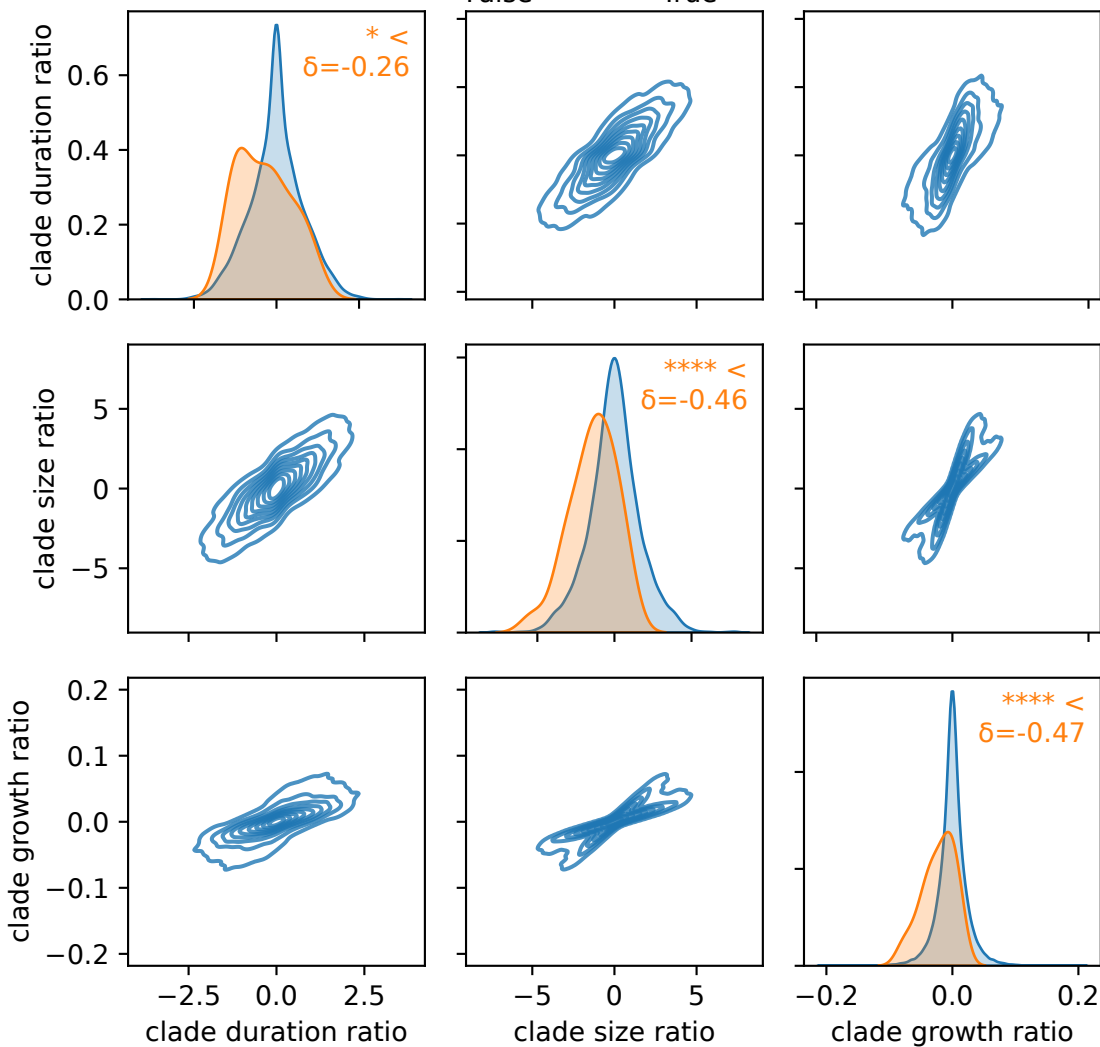 clade duration ratio
0.6
0.4
0.2
0.0
* <
δ=-0.26
clade size ratio
5
0
−5
**** <
δ=-0.46
clade growth ratio
0.2
0.1
0.0
−0.1
−0.2
**** <
δ=-0.47
−2.5 0.0 2.5
−5 0 5
−0.2 0.0 0.2
clade duration ratio
clade size ratio
clade growth ratio